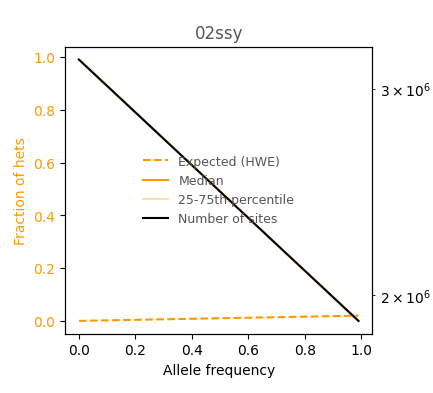 02ssy
1.0
0.8
0.6
0.4
0.2
0.0
Fraction of hets
Expected (HWE)
Median
25-75th percentile
Number of sites
3 × 10⁶
2 × 10⁶
0.0 0.2 0.4 0.6 0.8 1.0
Allele frequency